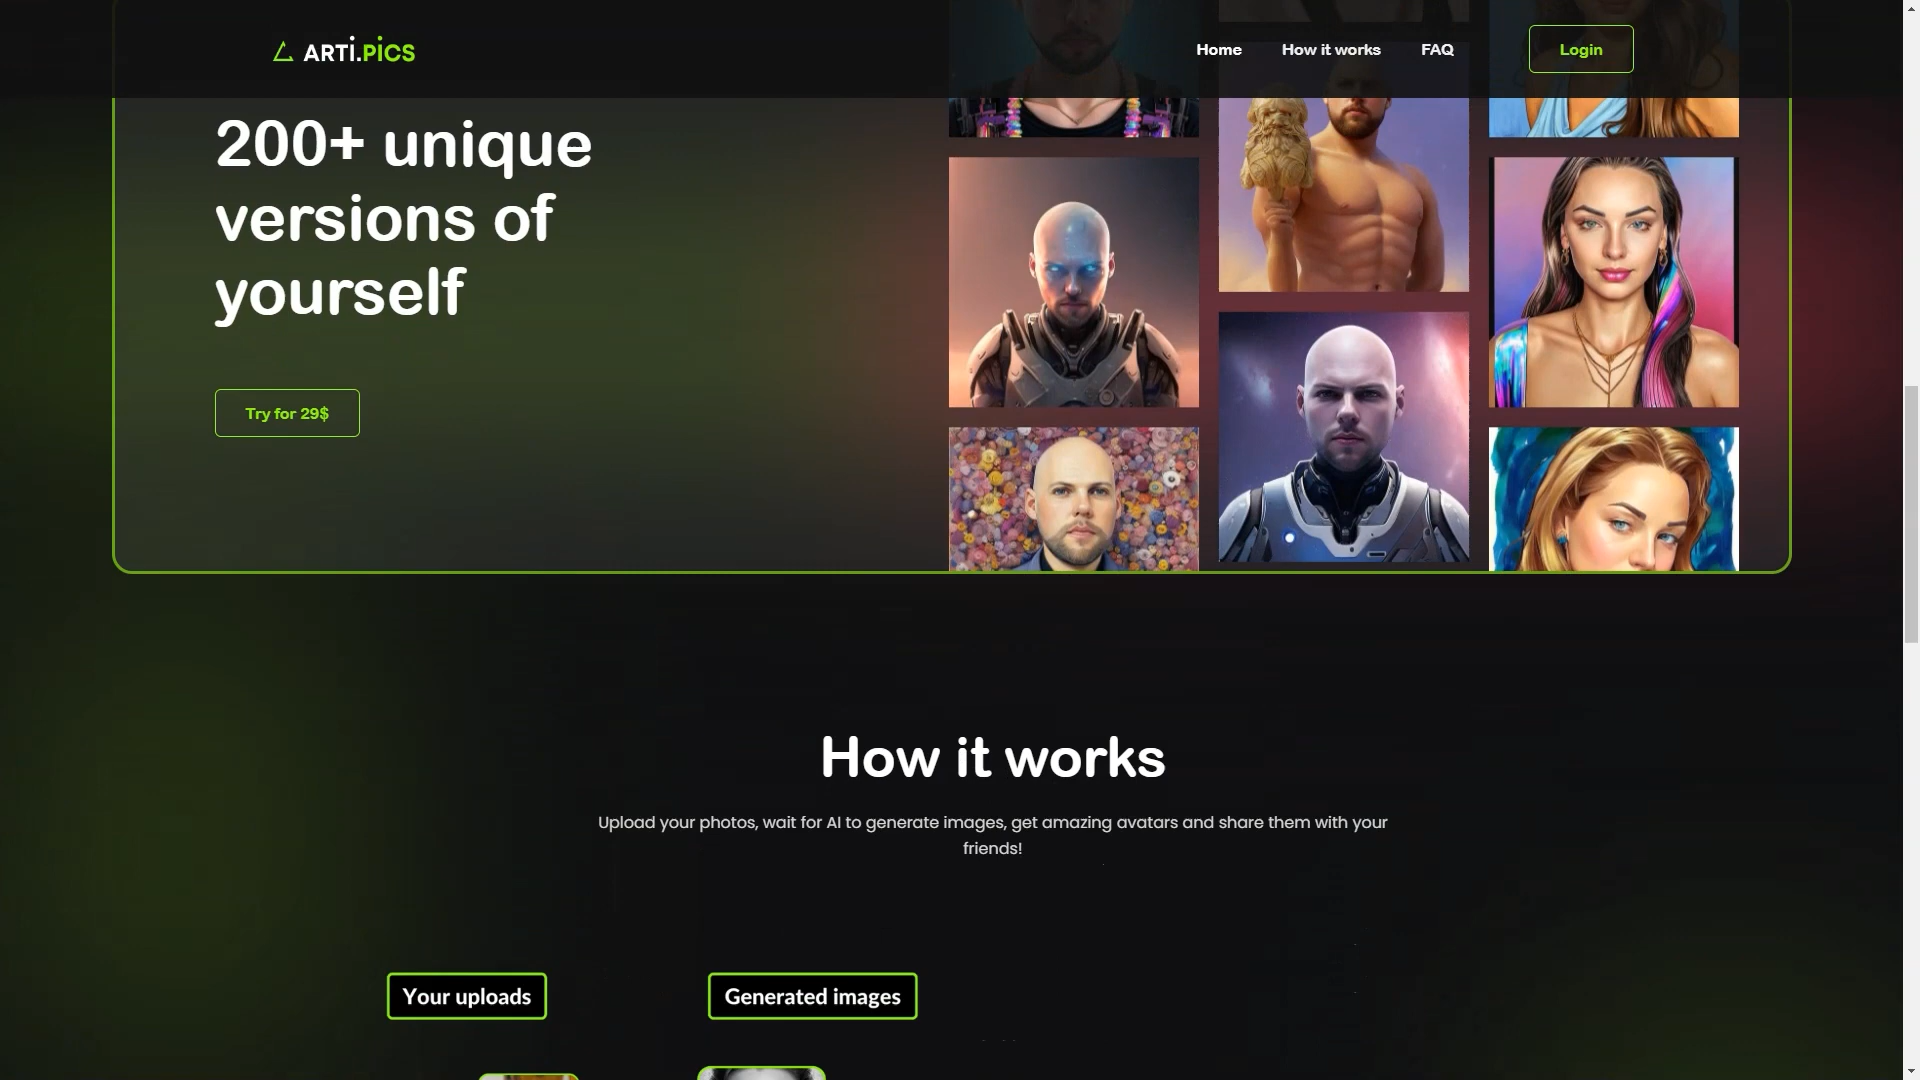 ARTi.PiCS
Home
How it works
FAQ
Login
200+ unique
versions of
yourself
Try for 29$
How it works
Upload your photos, wait for AI to generate images, get amazing avatars and share them with your
friends!
Your uploads
Generated images